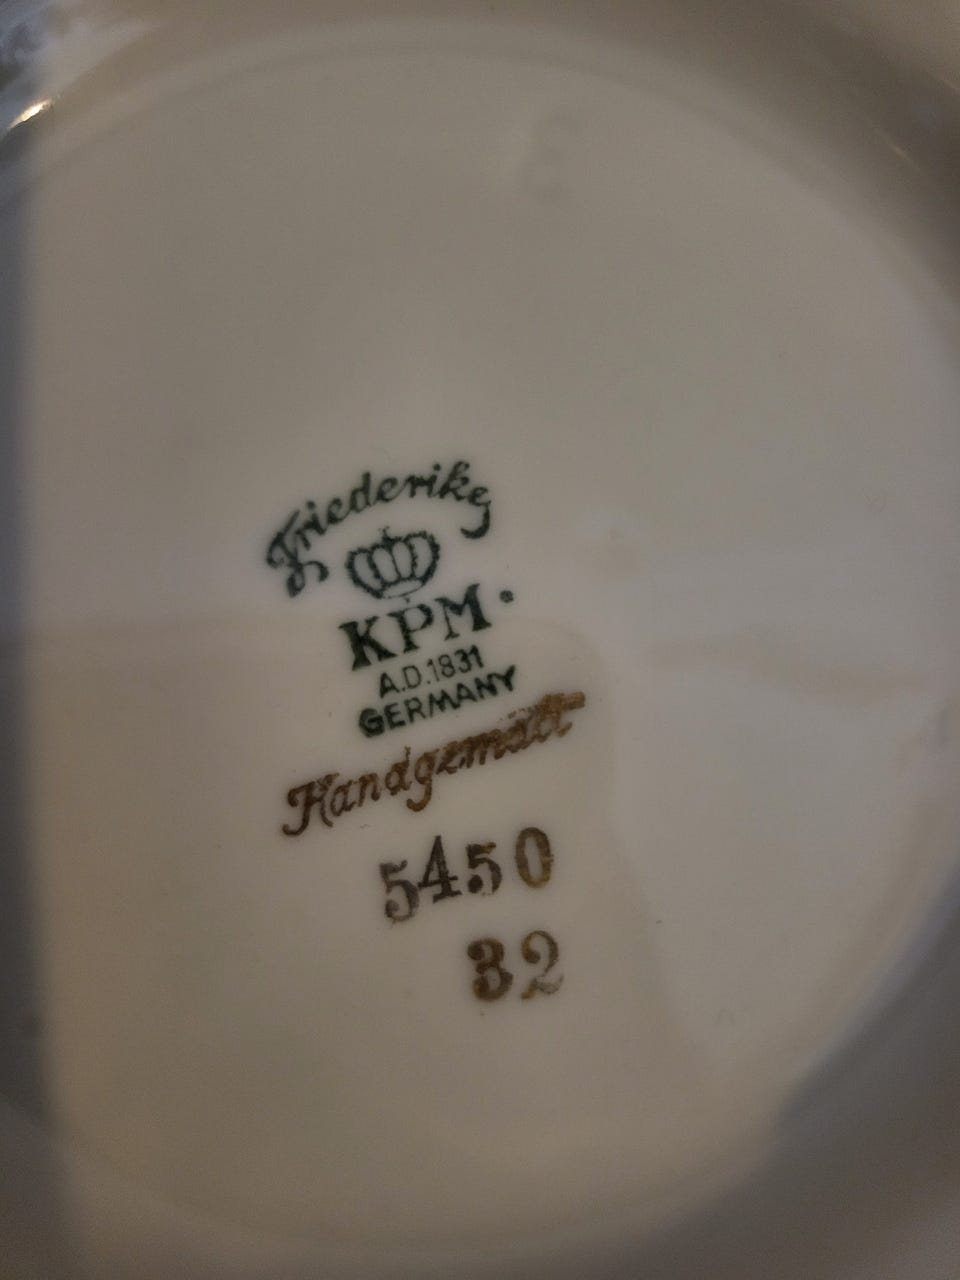 Friederike
KPM
A.D.1831
GERMANY
Handgemalt
5450
32